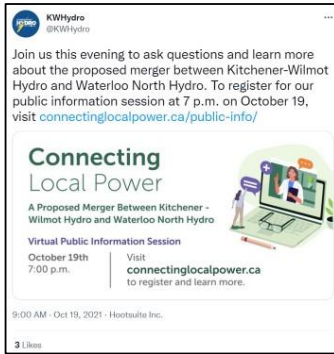 KWHydro
@KWHydro
Join us this evening to ask questions and learn more
about the proposed merger between Kitchener-Wilmot
Hydro and Waterloo North Hydro. To register for our
public information session at 7 p.m. on October 19,
visit connectinglocalpower.ca/public-info/
Connecting
Local Power
A Proposed Merger Between Kitchener -
Wilmot Hydro and Waterloo North Hydro
Virtual Public Information Session
October 19th
7:00 p.m.
Visit
connectinglocalpower.ca
to register and learn more.
9:00 AM · Oct 19, 2021 · Hootsuite Inc.
3 Likes